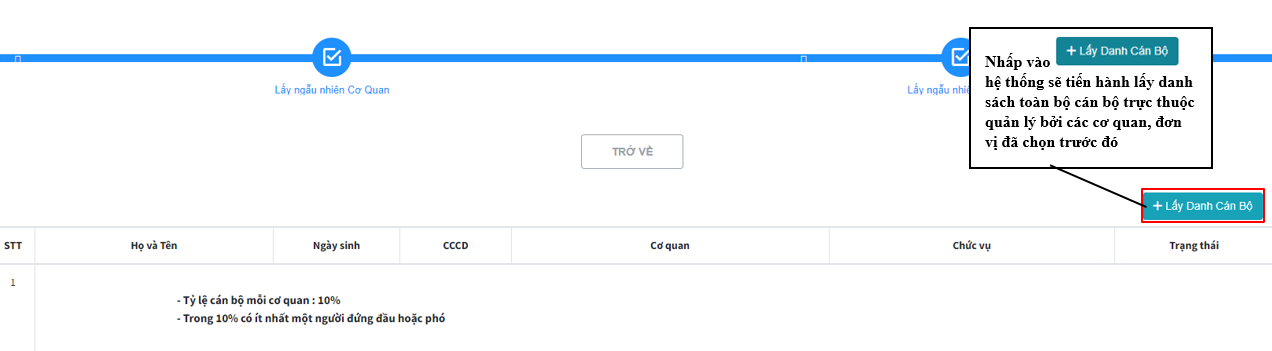 Lấy ngẫu nhiên Cơ Quan
Lấy ngẫu nhiê
Nhấp vào + Lấy Danh Cán Bộ
hệ thống sẽ tiến hành lấy danh
sách toàn bộ cán bộ trực thuộc
quản lý bởi các cơ quan, đơn
vị đã chọn trước đó
TRỞ VỀ
+ Lấy Danh Cán Bộ
STT Họ và Tên Ngày sinh CCCD Cơ quan Chức vụ Trạng thái
1
- Tỷ lệ cán bộ mỗi cơ quan : 10%
- Trong 10% có ít nhất một người đứng đầu hoặc phó